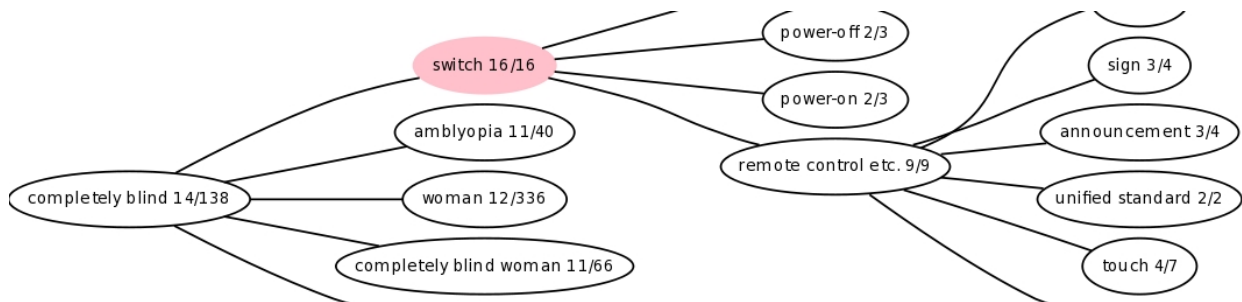 power-off 2/3
switch 16/16
sign 3/4
power-on 2/3
amblyopia 11/40
announcement 3/4
remote control etc. 9/9
completely blind 14/138
woman 12/336
unified standard 2/2
completely blind woman 11/66
touch 4/7